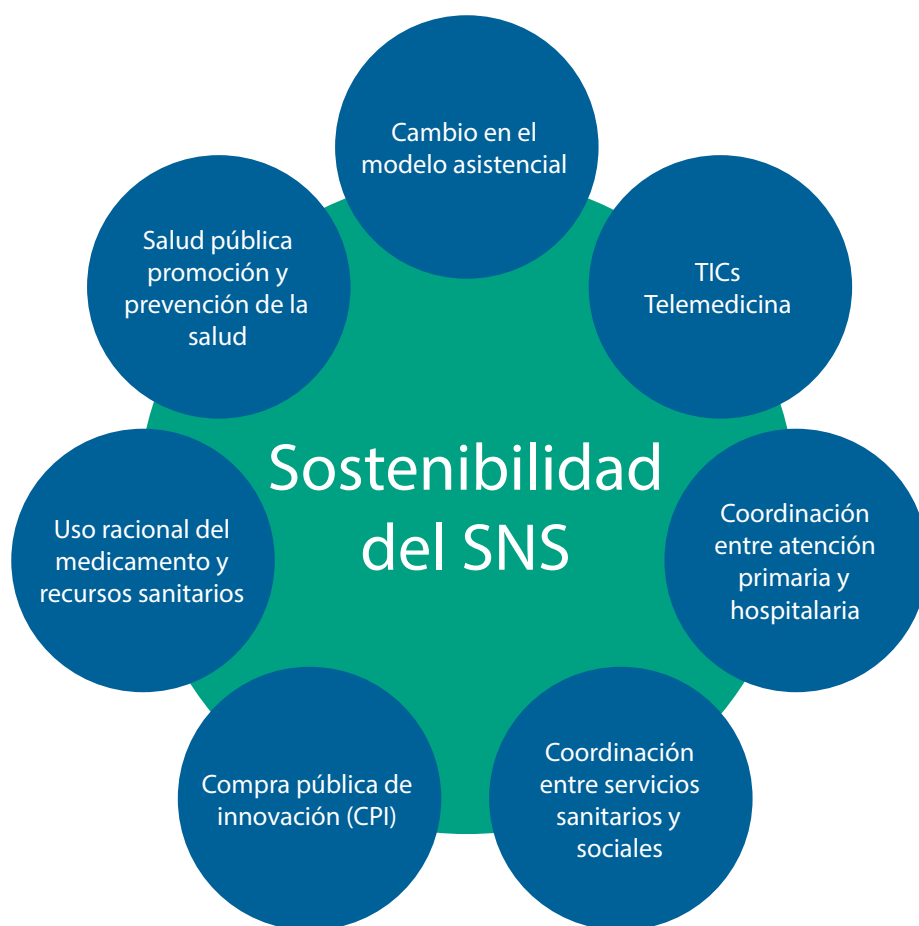 Cambio en el
modelo asistencial
TICs
Telemedicina
Coordinación
entre atención
primaria y
hospitalaria
Coordinación
entre servicios
sanitarios y
sociales
Compra pública de
innovación (CPI)
Uso racional del
medicamento y
recursos sanitarios
Salud pública
promoción y
prevención de la
salud
Sostenibilidad
del SNS